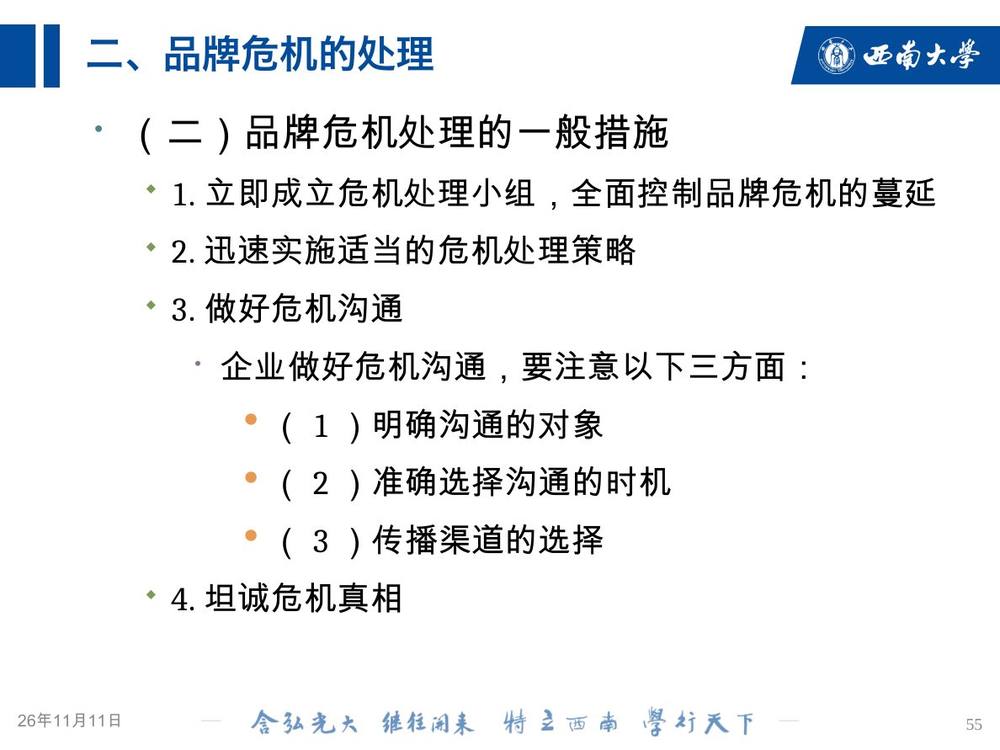 二、品牌危机的处理
西南大学
（二）品牌危机处理的一般措施
1. 立即成立危机处理小组，全面控制品牌危机的蔓延
2. 迅速实施适当的危机处理策略
3. 做好危机沟通
企业做好危机沟通，要注意以下三方面：
（1）明确沟通的对象
（2）准确选择沟通的时机
（3）传播渠道的选择
4. 坦诚危机真相
26年11月11日
含弘光大 继往开来 特立西南 學行天下
55